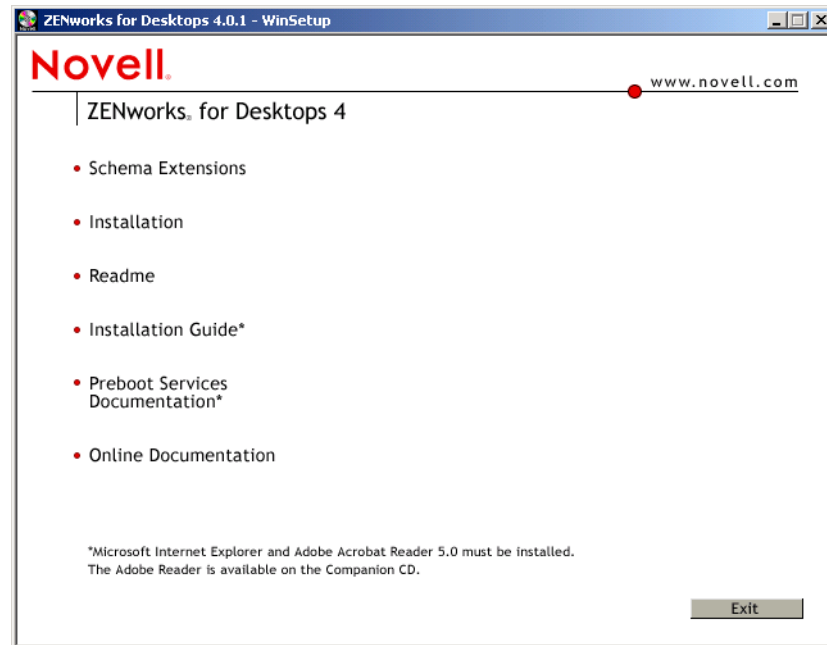 ZENworks for Desktops 4.0.1 - WinSetup
Novell.
www.novell.com
ZENworks® for Desktops 4
Schema Extensions
Installation
Readme
Installation Guide*
Preboot Services
Documentation*
Online Documentation
*Microsoft Internet Explorer and Adobe Acrobat Reader 5.0 must be installed.
The Adobe Reader is available on the Companion CD.
Exit